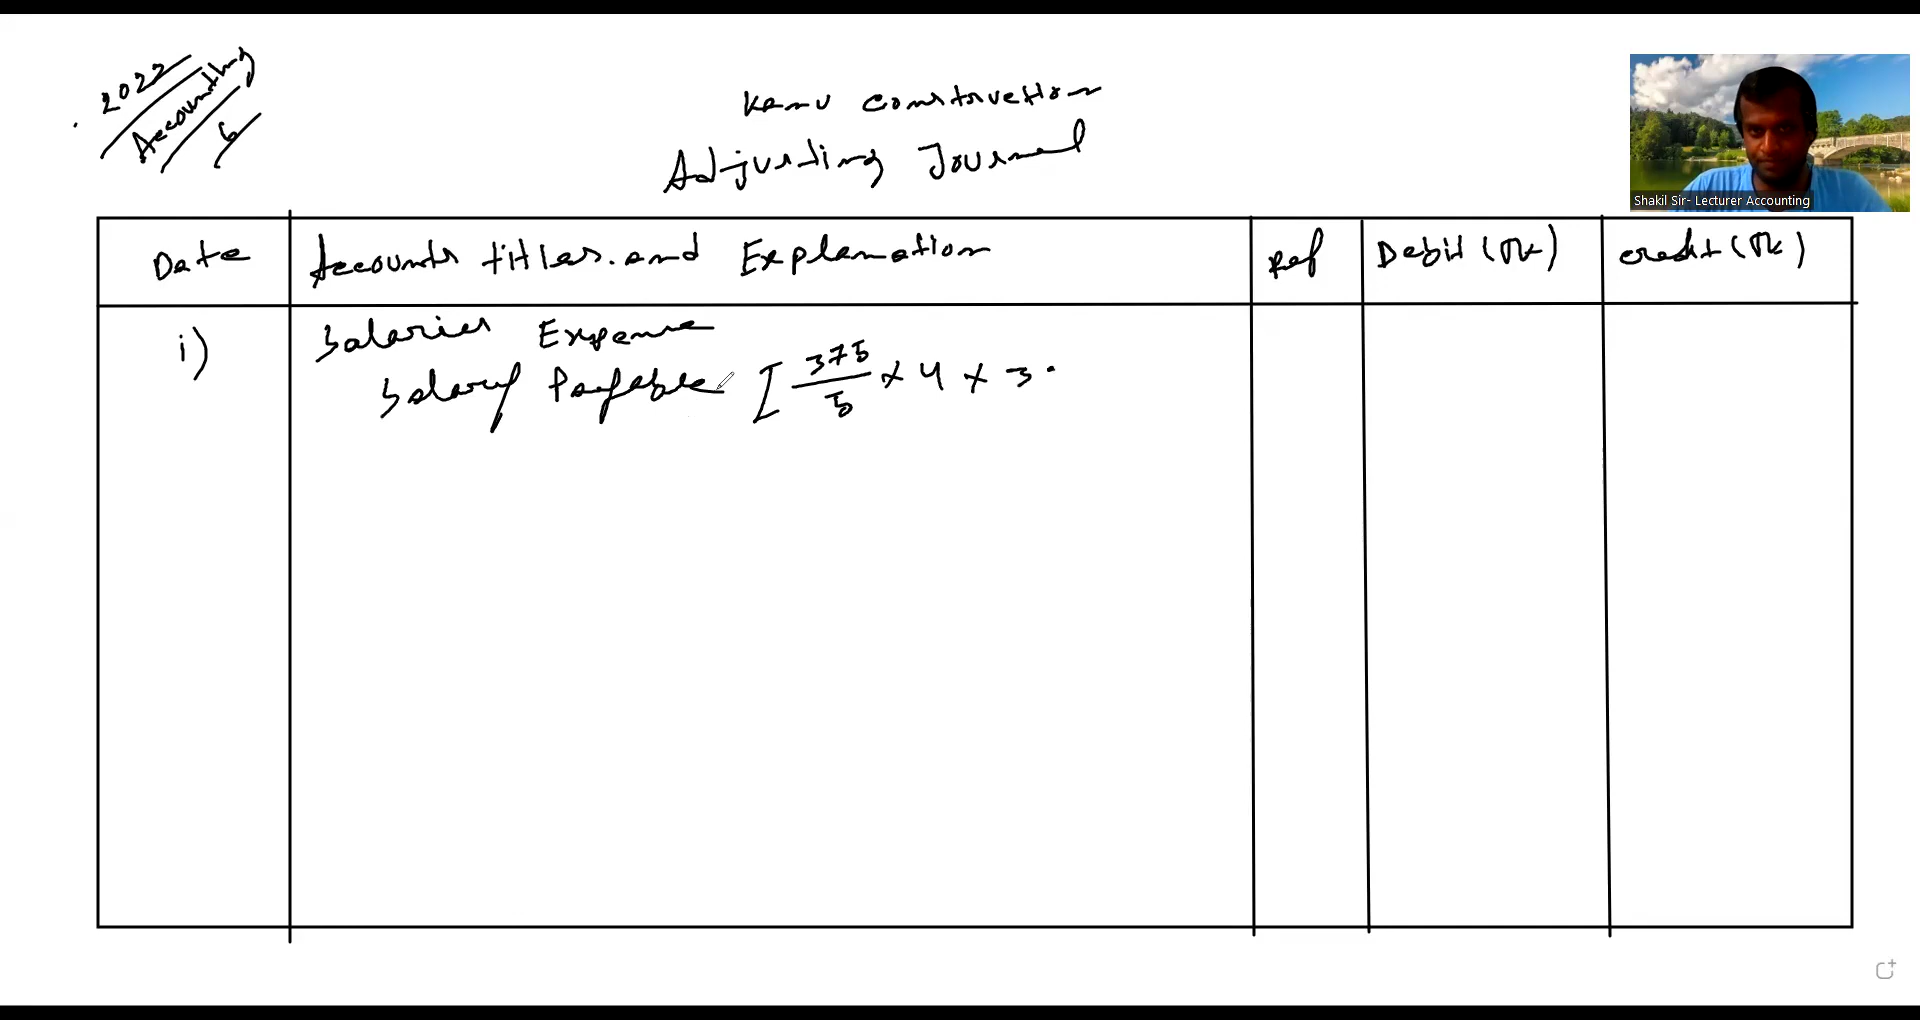 2022
Accounting
6
Kanu Construction
Adjusting Journal
Shakil Sir- Lecturer Accounting
Date Accounts titles and Explanation Ref Debit (Tk) credit (Tk)
i) Salaries Expense
Salary Payable [ 375/5 × 4 × 3